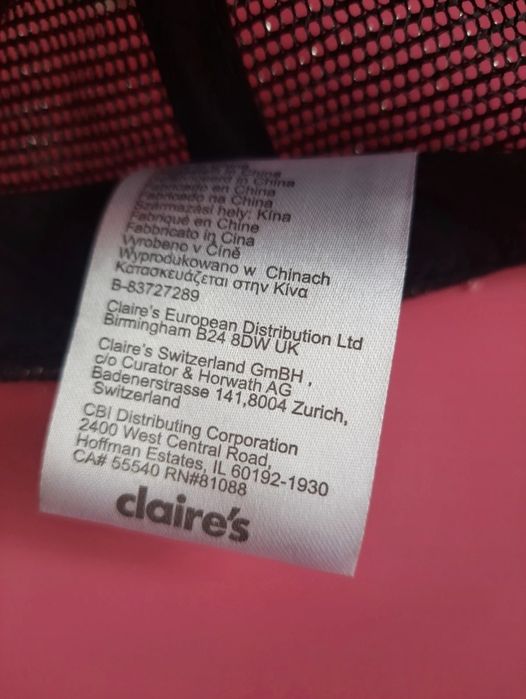 in China
Fabricado en China
Fabricado na China
Származási hely: Kína
Fabriqué en Chine
Fabbricato in Cina
Vyrobeno v Číně
Wyprodukowano w Chinach
Κατασκευάζεται στην Κίνα
B-83727289
Claire's European Distribution Ltd
Birmingham B24 8DW UK
Claire's Switzerland GmBH ,
c/o Curator & Horwath AG
Badenerstrasse 141,8004 Zurich,
Switzerland
CBI Distributing Corporation
2400 West Central Road,
Hoffman Estates, IL 60192-1930
CA# 55540 RN#81088
claire's